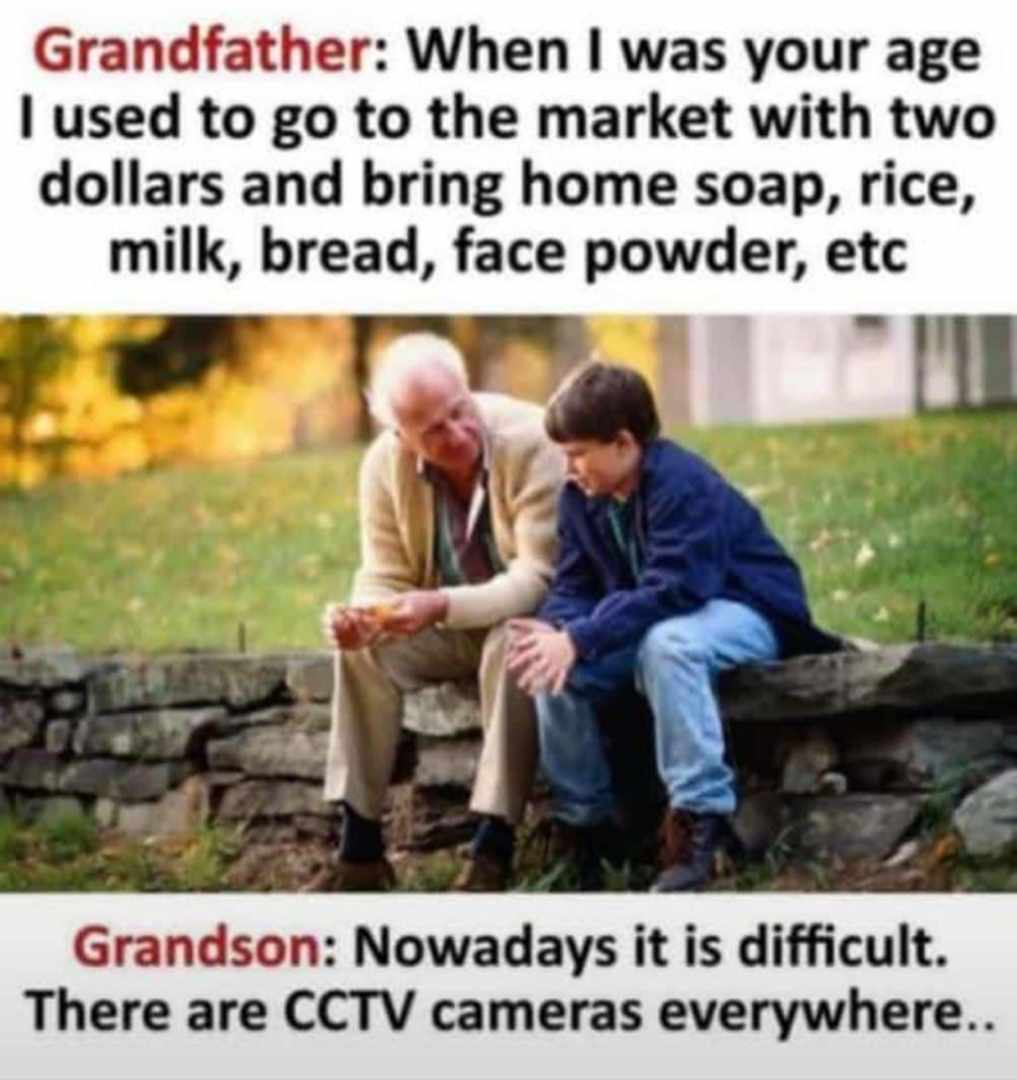 Grandfather: When I was your age
I used to go to the market with two
dollars and bring home soap, rice,
milk, bread, face powder, etc
Grandson: Nowadays it is difficult.
There are CCTV cameras everywhere..